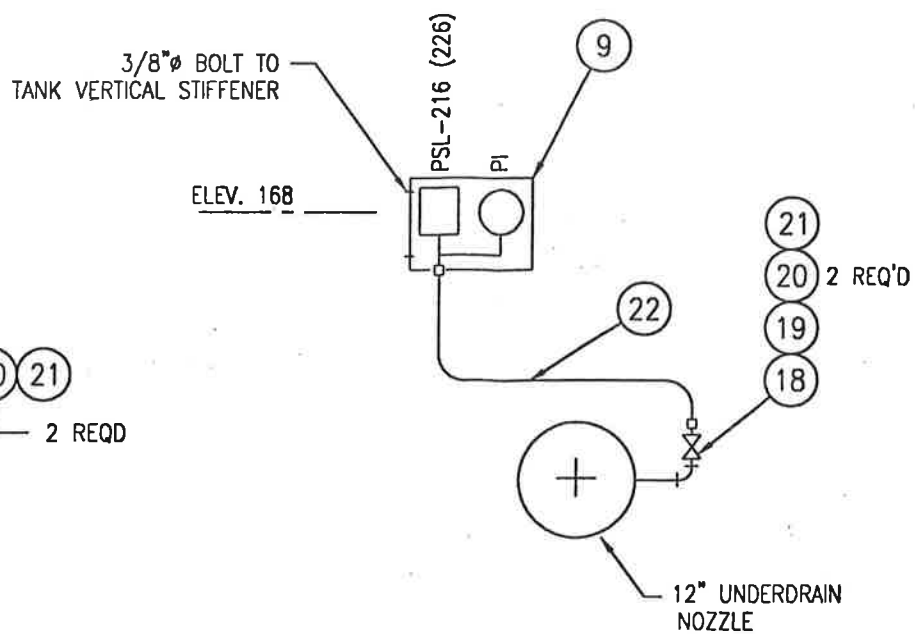 3/8"ø BOLT TO
TANK VERTICAL STIFFENER
PSL-216 (226)
PI
9
ELEV. 168
21
20 2 REQ'D
19
18
22
21
2 REQD
12" UNDERDRAIN
NOZZLE